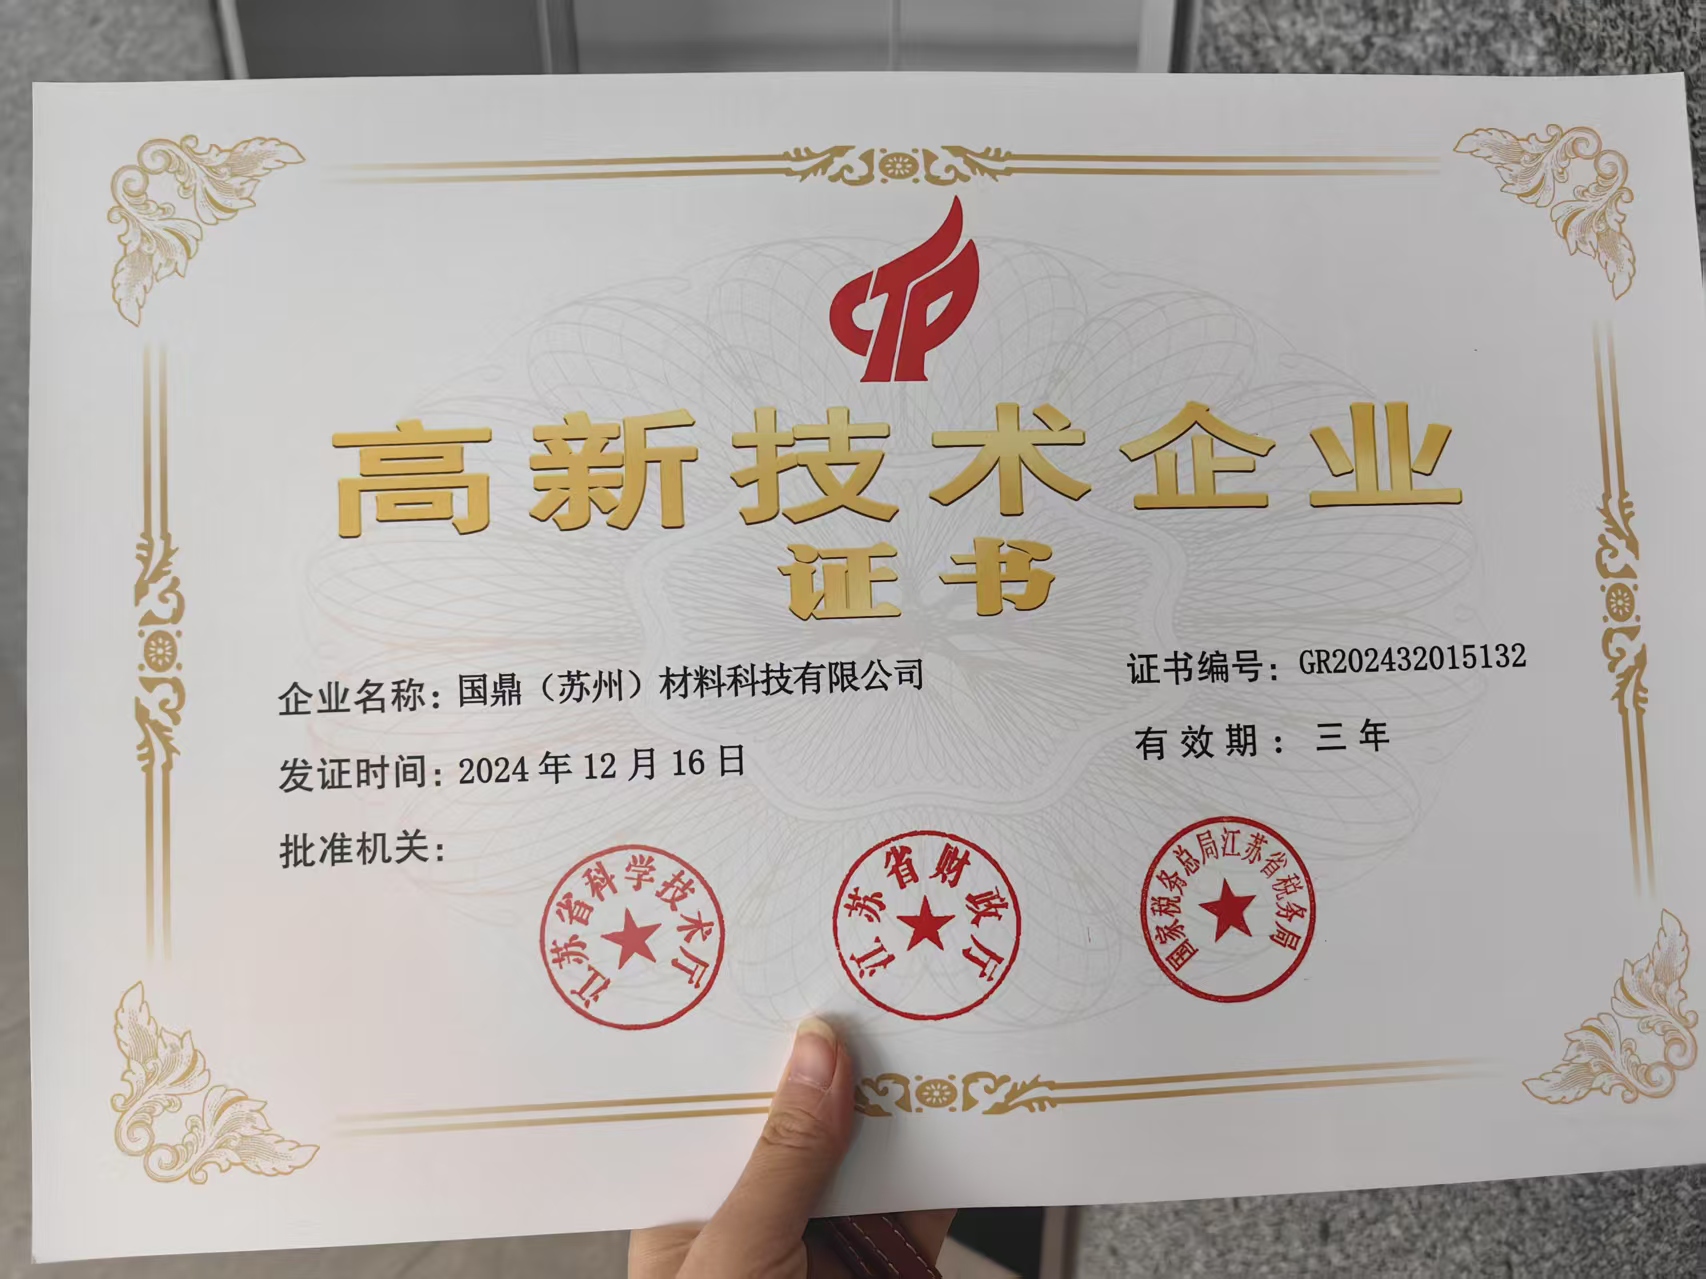 CTP
高新技术企业
证书
企业名称：国鼎（苏州）材料科技有限公司
证书编号：GR202432015132
发证时间：2024年12月16日
有效期：三年
批准机关：
江苏省科学技术厅
江苏省财政厅
国家税务总局江苏省税务局